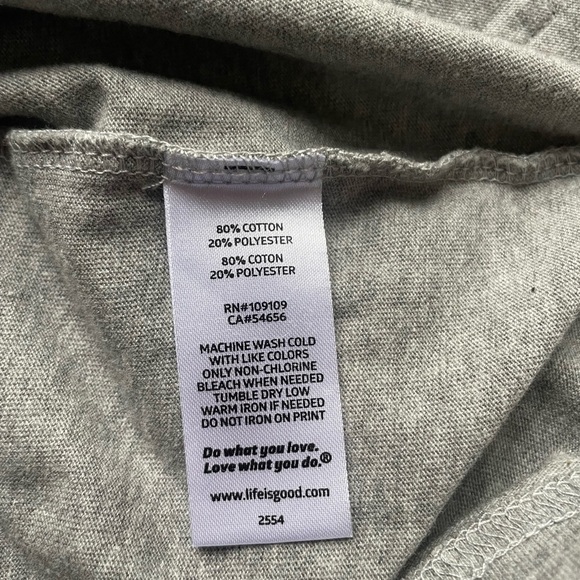 80% COTTON
20% POLYESTER
80% COTON
20% POLYESTER
RN#109109
CA#54656
MACHINE WASH COLD
WITH LIKE COLORS
ONLY NON-CHLORINE
BLEACH WHEN NEEDED
TUMBLE DRY LOW
WARM IRON IF NEEDED
DO NOT IRON ON PRINT
Do what you love.
Love what you do.®
www.lifeisgood.com
2554